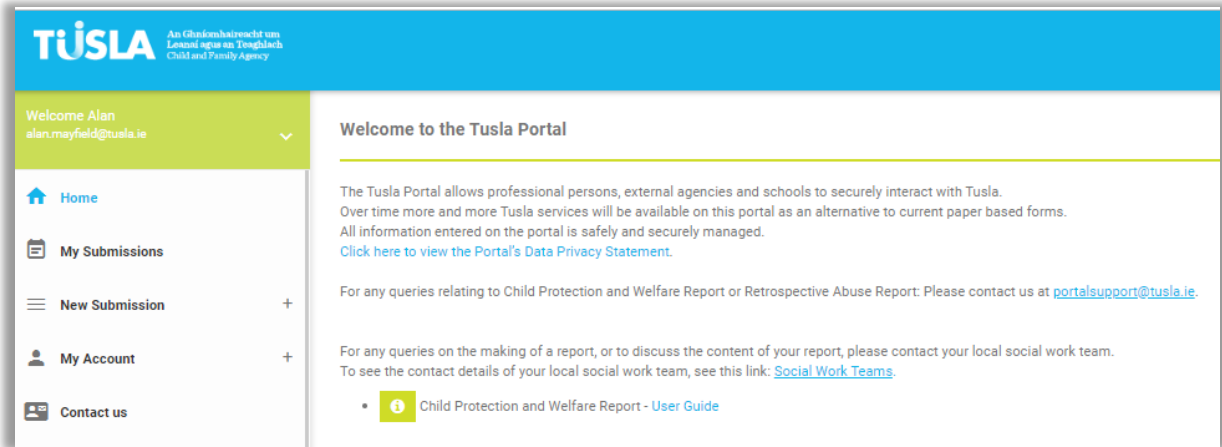 TUSLA
An Ghníomhaireacht um
Leanaí agus an Teaghlach
Child and Family Agency
Welcome Alan
alan.mayfield@tusla.ie
Home
My Submissions
New Submission +
My Account +
Contact us
Welcome to the Tusla Portal
The Tusla Portal allows professional persons, external agencies and schools to securely interact with Tusla.
Over time more and more Tusla services will be available on this portal as an alternative to current paper based forms.
All information entered on the portal is safely and securely managed.
Click here to view the Portal's Data Privacy Statement.
For any queries relating to Child Protection and Welfare Report or Retrospective Abuse Report: Please contact us at portalsupport@tusla.ie.
For any queries on the making of a report, or to discuss the content of your report, please contact your local social work team.
To see the contact details of your local social work team, see this link: Social Work Teams.
• Child Protection and Welfare Report - User Guide